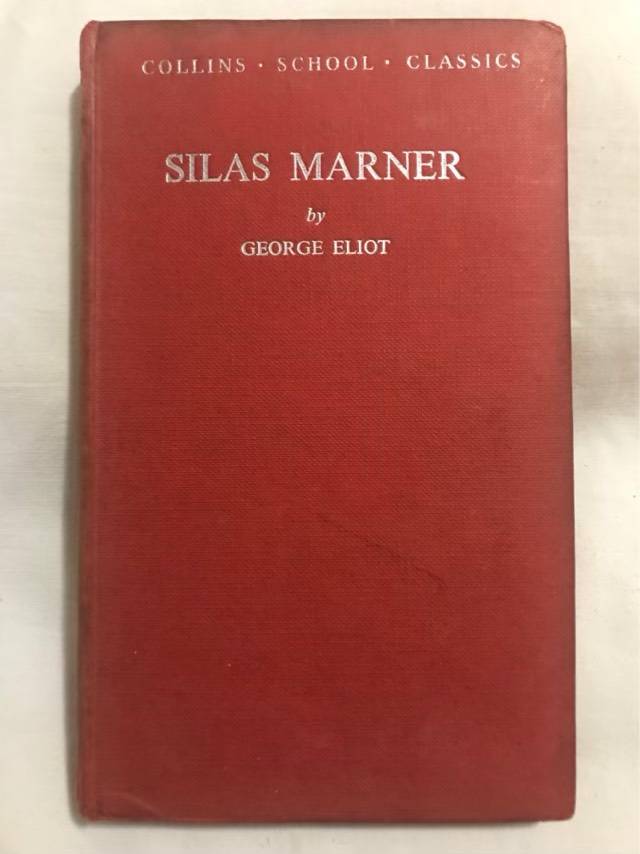 COLLINS · SCHOOL · CLASSICS
SILAS MARNER
by
GEORGE ELIOT